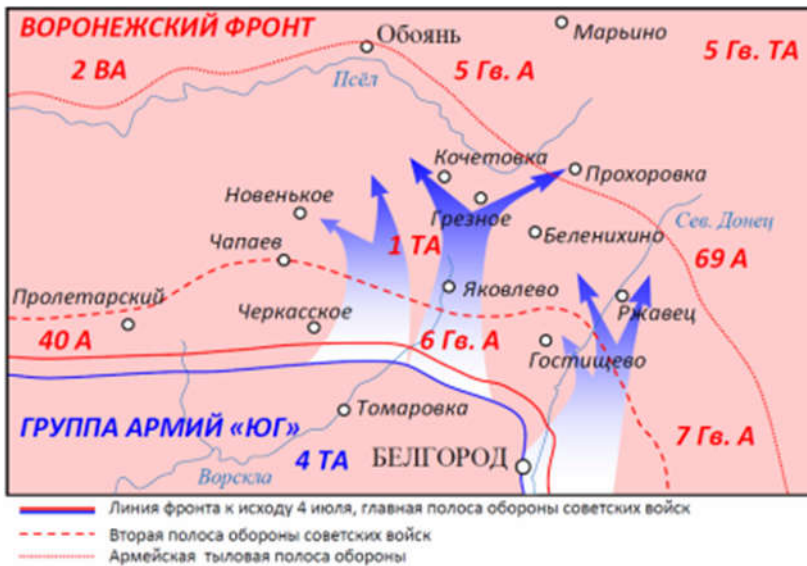 ВОРОНЕЖСКИЙ ФРОНТ
Обоянь
Марьино
2 ВА
5 Гв. А
5 Гв. ТА
Псёл
Кочетовка
Прохоровка
Новенькое
Грезное
Сев. Донец
Беленихино
Чапаев
1 ТА
69 А
Пролетарский
Яковлево
Черкасское
Ржавец
40 А
6 Гв. А
Гостищево
Томаровка
ГРУППА АРМИЙ «ЮГ»
7 Гв. А
4 ТА
БЕЛГОРОД
Ворскла
Линия фронта к исходу 4 июля, главная полоса обороны советских войск
Вторая полоса обороны советских войск
Армейская тыловая полоса обороны